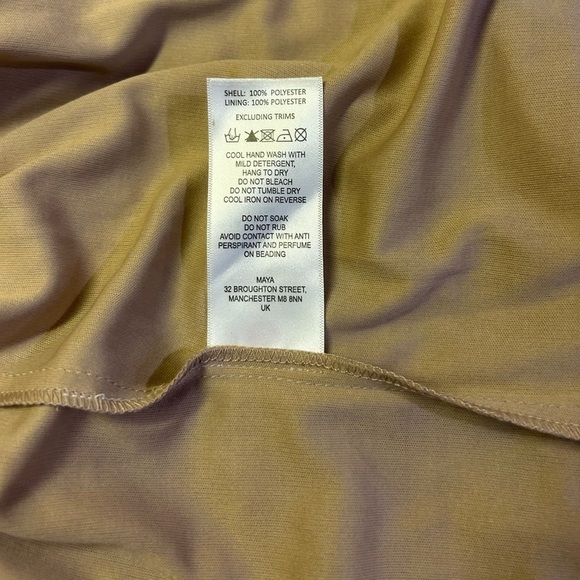 SHELL: 100% POLYESTER
LINING: 100% POLYESTER
EXCLUDING TRIMS
COOL HAND WASH WITH
MILD DETERGENT,
HANG TO DRY
DO NOT BLEACH
DO NOT TUMBLE DRY
COOL IRON ON REVERSE
DO NOT SOAK
DO NOT RUB
AVOID CONTACT WITH ANTI
PERSPIRANT AND PERFUME
ON BEADING
MAYA
32 BROUGHTON STREET,
MANCHESTER M8 8NN
UK